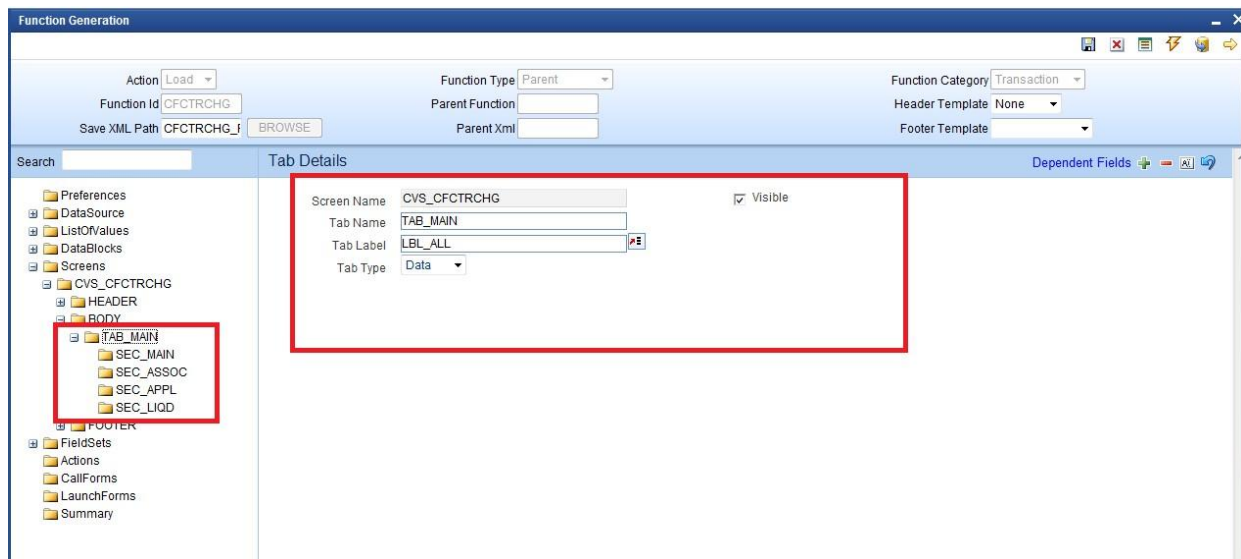 Function Generation
Action Load
Function Type Parent
Function Category Transaction
Function Id CFCTRCHG
Parent Function
Header Template None
Save XML Path CFCTRCHG_ BROWSE
Parent Xml
Footer Template
Search
Tab Details
Dependent Fields
Preferences
DataSource
ListOfValues
DataBlocks
Screens
CVS_CFCTRCHG
HEADER
BODY
TAB_MAIN
SEC_MAIN
SEC_ASSOC
SEC_APPL
SEC_LIQD
FOOTER
FieldSets
Actions
CallForms
LaunchForms
Summary
Screen Name CVS_CFCTRCHG
Visible
Tab Name TAB_MAIN
Tab Label LBL_ALL
Tab Type Data